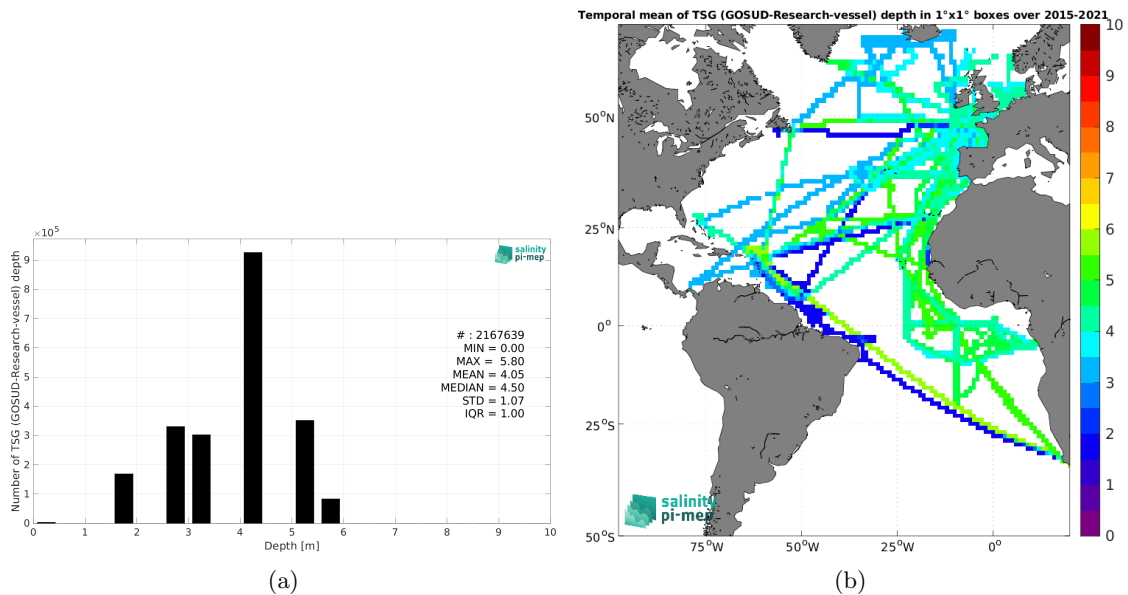 Temporal mean of TSG (GOSUD-Research-vessel) depth in 1°x1° boxes over 2015-2021
×10⁵
Number of TSG (GOSUD-Research-vessel) depth
9
8
7
6
5
4
3
2
1
0
0 1 2 3 4 5 6 7 8 9 10
Depth [m]
salinity
pi-mep
# : 2167639
MIN = 0.00
MAX = 5.80
MEAN = 4.05
MEDIAN = 4.50
STD = 1.07
IQR = 1.00
(a)
50°N
25°N
0°
25°S
50°S
75°W 50°W 25°W 0°
salinity
pi-mep
10
9
8
7
6
5
4
3
2
1
0
(b)